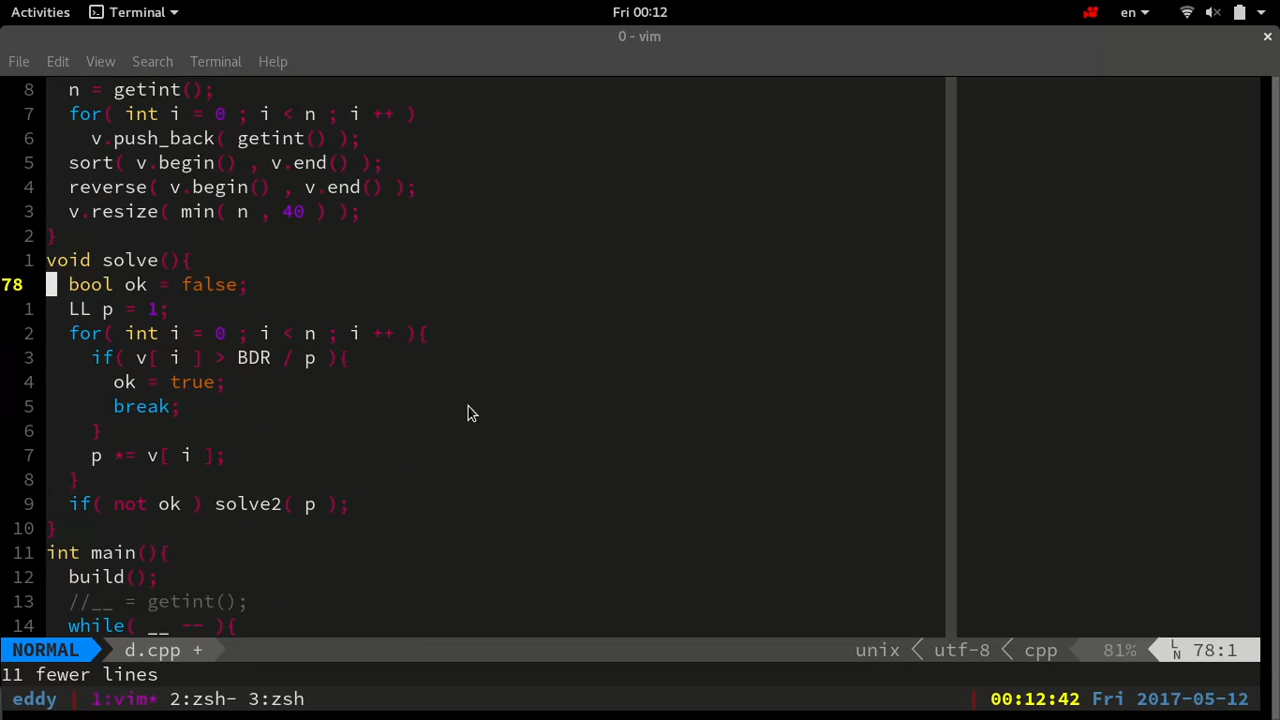 Activities Terminal Fri 00:12 en
0 - vim
File Edit View Search Terminal Help
8 n = getint();
7 for( int i = 0 ; i < n ; i ++ )
6 v.push_back( getint() );
5 sort( v.begin() , v.end() );
4 reverse( v.begin() , v.end() );
3 v.resize( min( n , 40 ) );
2 }
1 void solve(){
78 bool ok = false;
1 LL p = 1;
2 for( int i = 0 ; i < n ; i ++ ){
3 if( v[ i ] > BDR / p ){
4 ok = true;
5 break;
6 }
7 p *= v[ i ];
8 }
9 if( not ok ) solve2( p );
10 }
11 int main(){
12 build();
13 //__ = getint();
14 while( __ -- ){
NORMAL d.cpp + unix utf-8 cpp 81% LN 78:1
11 fewer lines
eddy 1:vim* 2:zsh- 3:zsh 00:12:42 Fri 2017-05-12